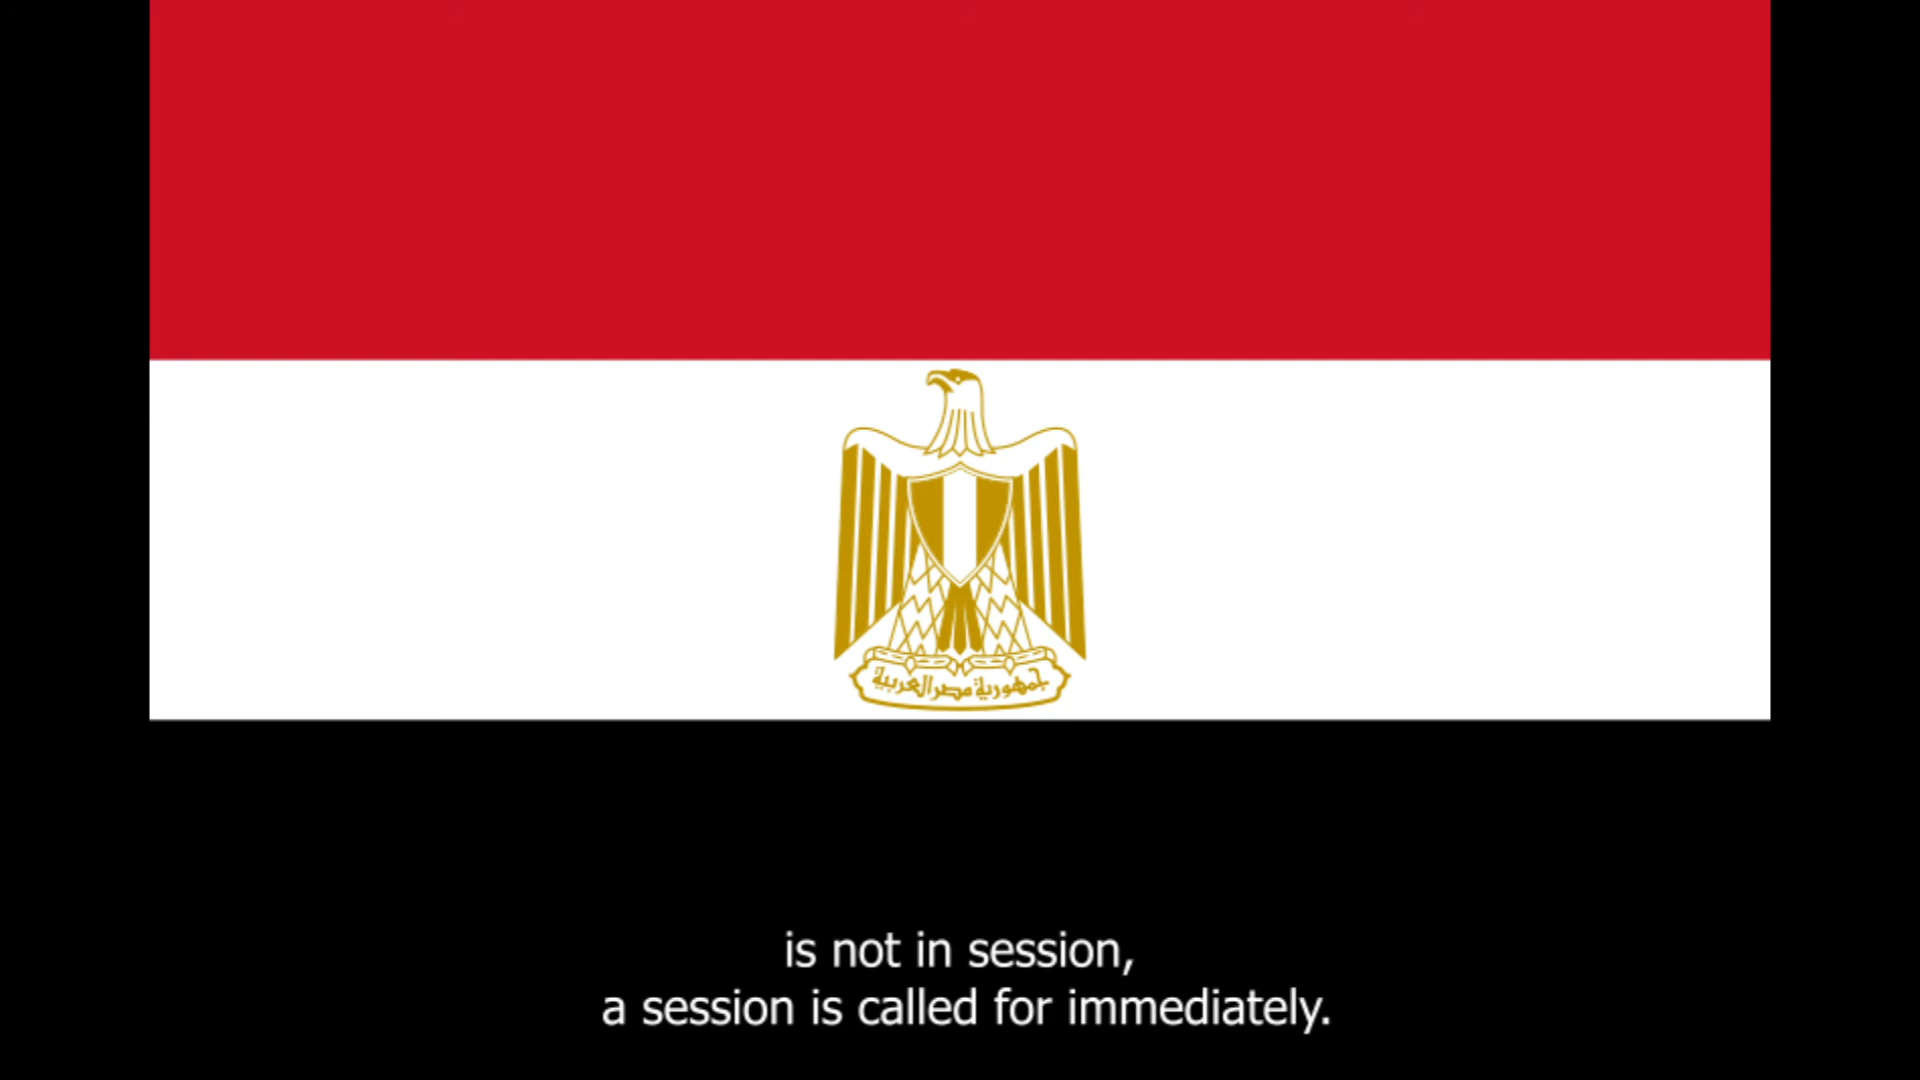 جمهورية مصر العربية
is not in session,
a session is called for immediately.